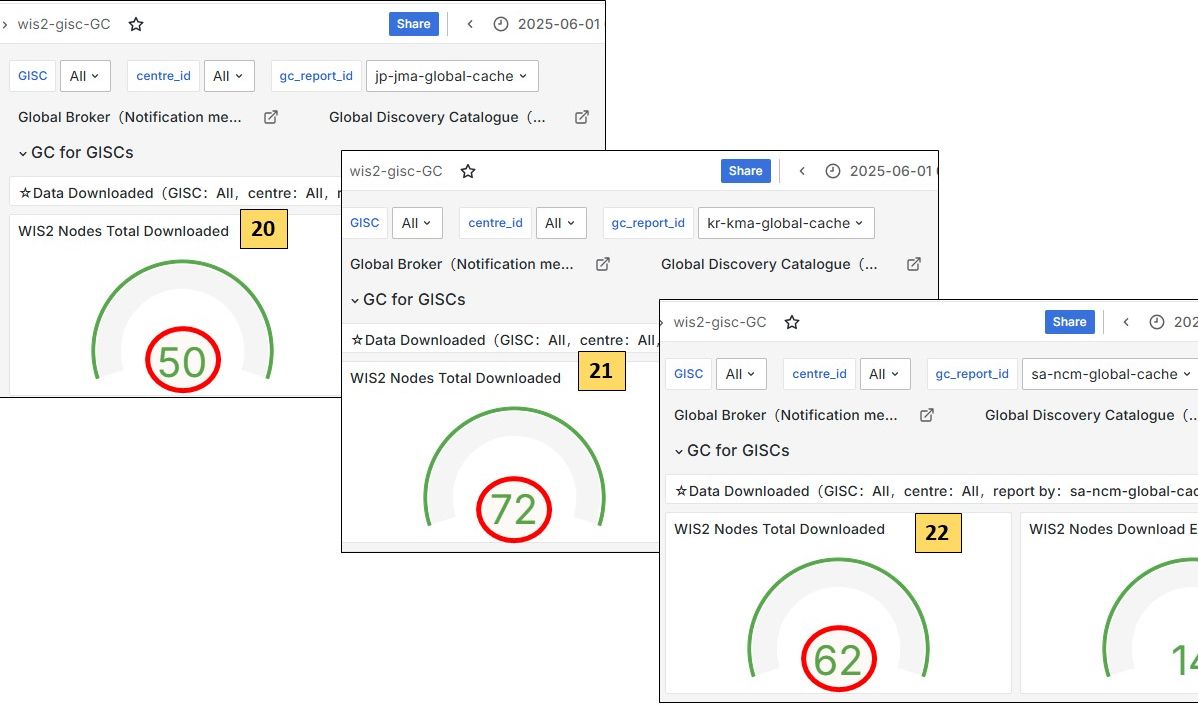 wis2-gisc-GC Share 2025-06-01
GISC All centre_id All gc_report_id jp-jma-global-cache
Global Broker（Notification me... Global Discovery Catalogue（...
GC for GISCs
☆Data Downloaded（GISC：All，centre：All，
WIS2 Nodes Total Downloaded 20
50
wis2-gisc-GC Share 2025-06-01
GISC All centre_id All gc_report_id kr-kma-global-cache
Global Broker（Notification me... Global Discovery Catalogue（...
GC for GISCs
☆Data Downloaded（GISC：All，centre：All，
WIS2 Nodes Total Downloaded 21
72
wis2-gisc-GC Share 202
GISC All centre_id All gc_report_id sa-ncm-global-cache
Global Broker（Notification me... Global Discovery Catalogue（...
GC for GISCs
☆Data Downloaded（GISC：All，centre：All，report by：sa-ncm-global-cac
WIS2 Nodes Total Downloaded 22 WIS2 Nodes Download E
62 14